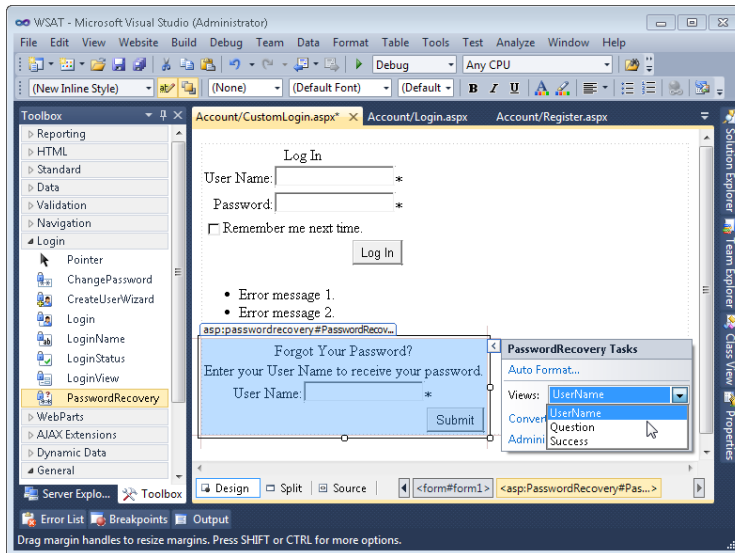 WSAT - Microsoft Visual Studio (Administrator)
File Edit View Website Build Debug Team Data Format Table Tools Test Analyze Window Help
Debug Any CPU
(New Inline Style) (None) (Default Font) (Default B I U A
Toolbox
Reporting
HTML
Standard
Data
Validation
Navigation
Login
Pointer
ChangePassword
CreateUserWizard
Login
LoginName
LoginStatus
LoginView
PasswordRecovery
WebParts
AJAX Extensions
Dynamic Data
General
Server Explo... Toolbox
Account/CustomLogin.aspx* Account/Login.aspx Account/Register.aspx
Log In
User Name: *
Password: *
Remember me next time.
Log In
• Error message 1.
• Error message 2.
asp:passwordrecovery#PasswordRecov...
Forgot Your Password?
Enter your User Name to receive your password.
User Name: *
Submit
PasswordRecovery Tasks
Auto Format...
Views: UserName
UserName
Question
Success
Convert
Admini
Design Split Source <form#form1> <asp:PasswordRecovery#Pas...>
Solution Explorer
Team Explorer
Class View
Properties
Error List Breakpoints Output
Drag margin handles to resize margins. Press SHIFT or CTRL for more options.